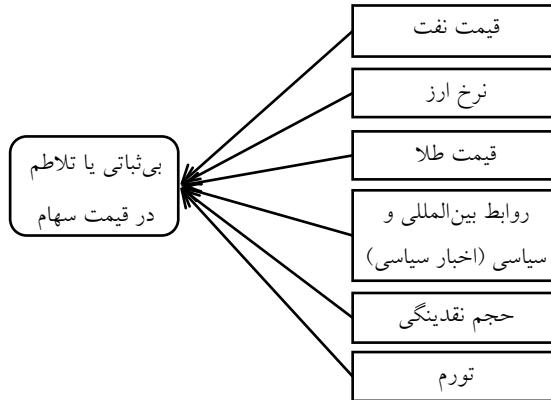 قیمت نفت
نرخ ارز
قیمت طلا
روابط بین‌المللی و
سیاسی (اخبار سیاسی)
حجم نقدینگی
تورم
بی‌ثباتی یا تلاطم
در قیمت سهام